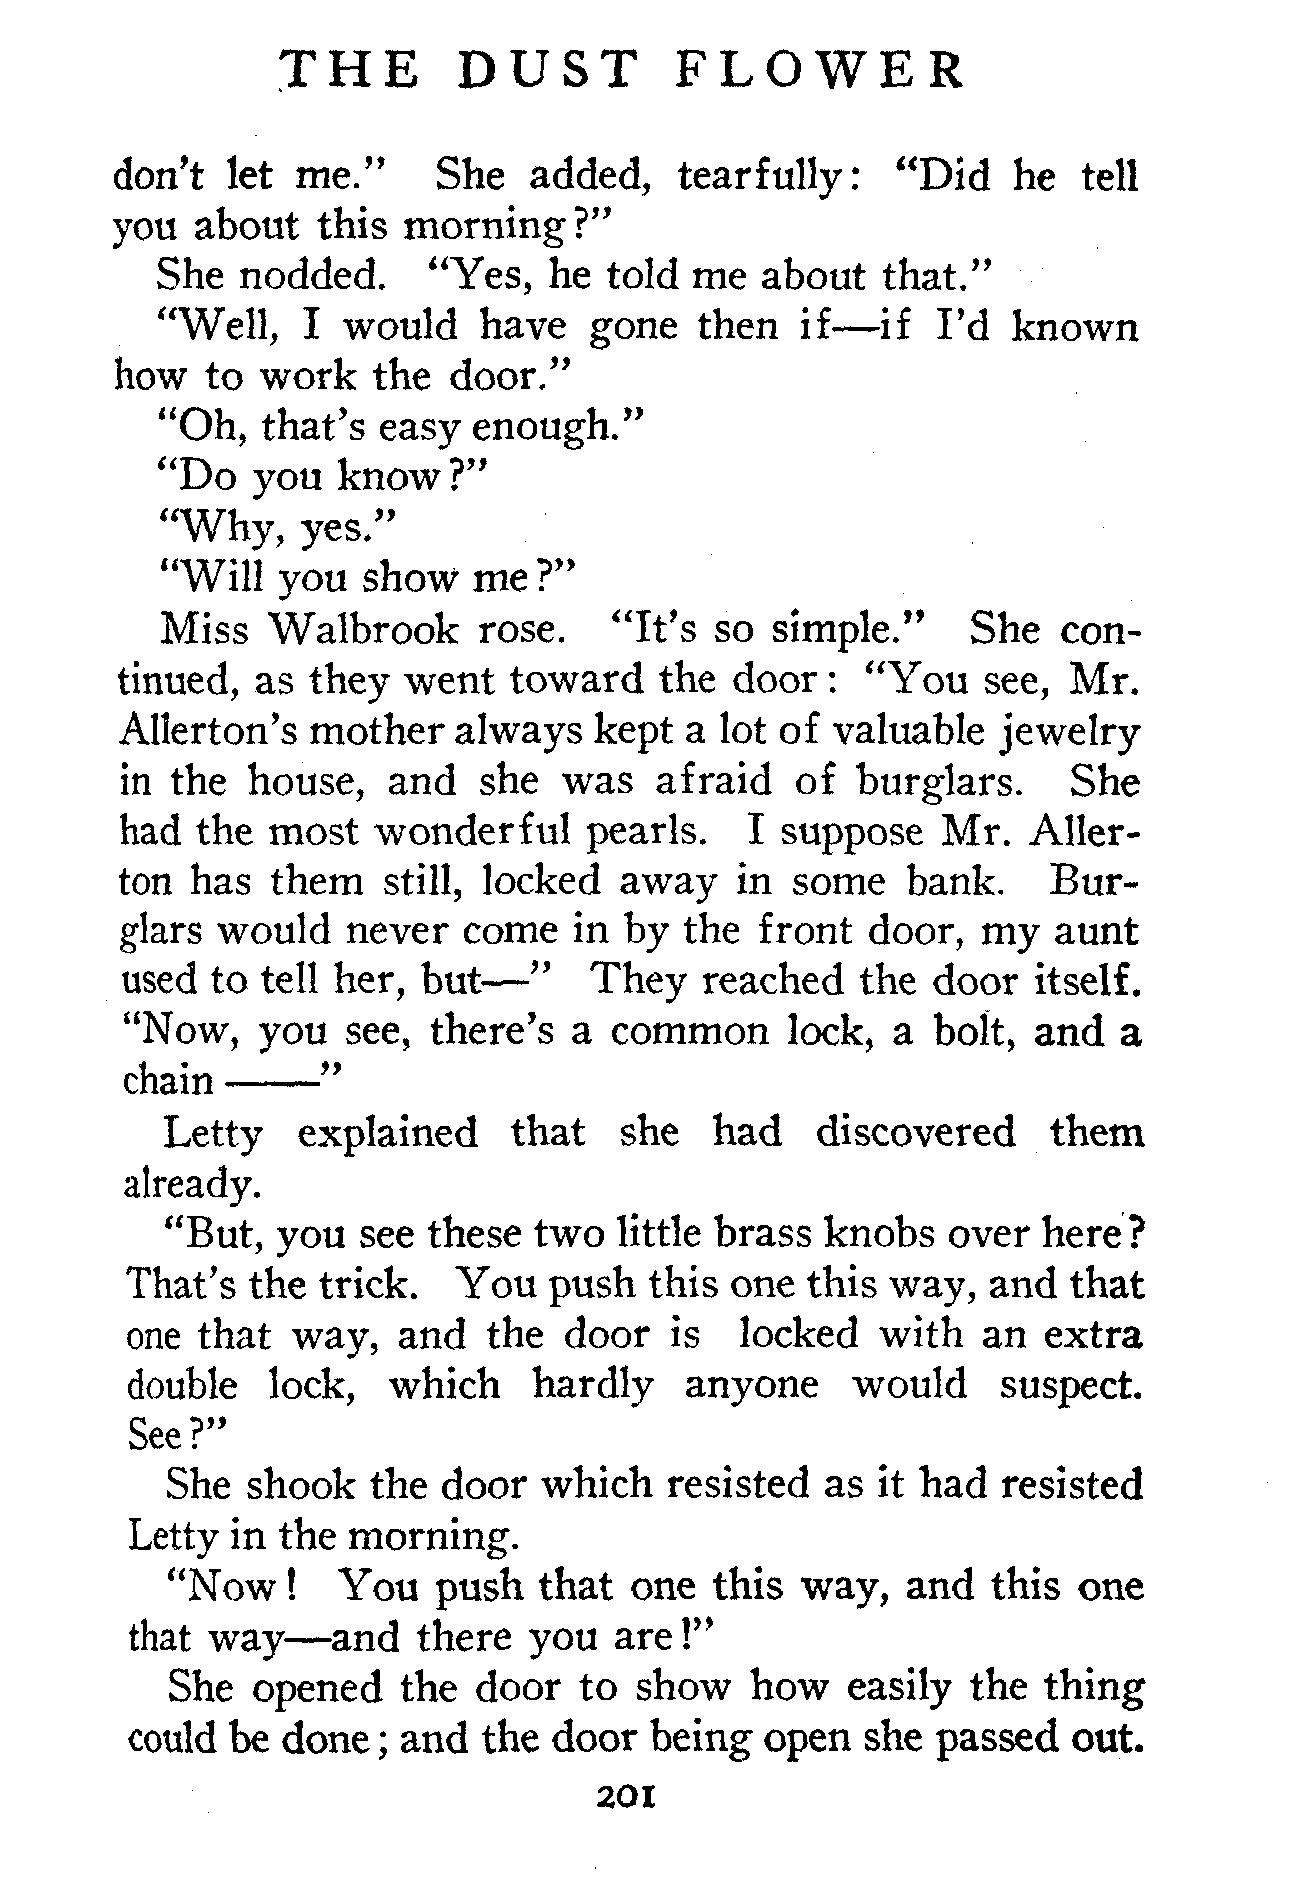 THE DUST FLOWER
don't let me." She added, tearfully: "Did he tell
you about this morning?"
She nodded. "Yes, he told me about that."
"Well, I would have gone then if—if I'd known
how to work the door."
"Oh, that's easy enough."
"Do you know?"
"Why, yes."
"Will you show me?"
Miss Walbrook rose. "It's so simple." She con-
tinued, as they went toward the door: "You see, Mr.
Allerton's mother always kept a lot of valuable jewelry
in the house, and she was afraid of burglars. She
had the most wonderful pearls. I suppose Mr. Aller-
ton has them still, locked away in some bank. Bur-
glars would never come in by the front door, my aunt
used to tell her, but—" They reached the door itself.
"Now, you see, there's a common lock, a bolt, and a
chain ——"
Letty explained that she had discovered them
already.
"But, you see these two little brass knobs over here?
That's the trick. You push this one this way, and that
one that way, and the door is locked with an extra
double lock, which hardly anyone would suspect.
See?"
She shook the door which resisted as it had resisted
Letty in the morning.
"Now! You push that one this way, and this one
that way—and there you are!"
She opened the door to show how easily the thing
could be done; and the door being open she passed out.
201